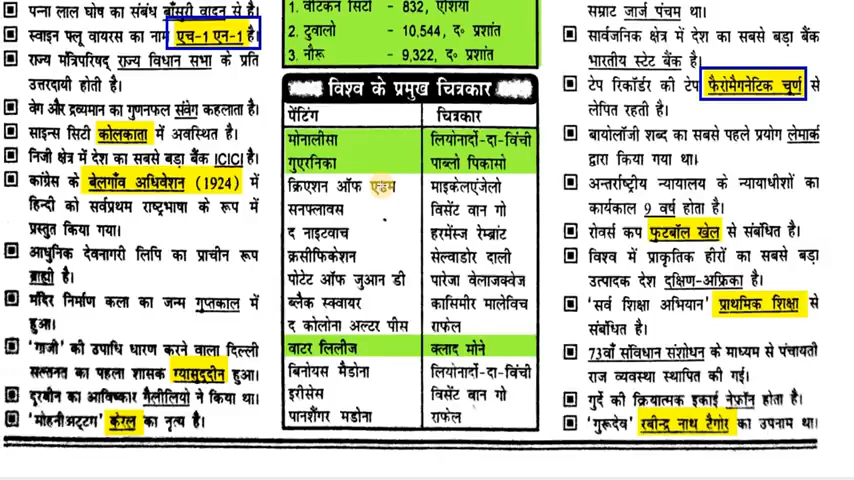 पन्ना लाल घोष का संबंध बाँसुरी वादन से है।
स्वाइन फ्लू वायरस का नाम एच-1 एन-1 है।
राज्य मंत्रिपरिषद् राज्य विधान सभा के प्रति
उत्तरदायी होती है।
वेग और द्रव्यमान का गुणनफल संवेग कहलाता है।
साइन्स सिटी कोलकाता में अवस्थित है।
निजी क्षेत्र में देश का सबसे बड़ा बैंक ICICI है।
कांग्रेस के बेलगाँव अधिवेशन (1924) में
हिन्दी को सर्वप्रथम राष्ट्रभाषा के रूप में
प्रस्तुत किया गया।
आधुनिक देवनागरी लिपि का प्राचीन रूप
ब्राह्मी है।
मंदिर निर्माण कला का जन्म गुप्तकाल में
हुआ।
'गाजी' की उपाधि धारण करने वाला दिल्ली
सल्तनत का पहला शासक ग्यासुद्दीन हुआ।
दूरबीन का आविष्कार गैलीलियो ने किया था।
'मोहनीअट्टम' केरल का नृत्य है।
1. वेटिकन सिटी - 832, एशिया
2. टुवालो - 10,544, द० प्रशांत
3. नौरू - 9,322, द० प्रशांत
विश्व के प्रमुख चित्रकार
पेंटिंग चित्रकार
मोनालीसा लियोनार्दो-दा-विंची
गुएरनिका पाब्लो पिकासो
क्रिएशन ऑफ एडम माइकेलएंजेलो
सनफ्लावस विसेंट वान गो
द नाइटवाच हरमेंस्ज रेम्ब्रांट
क्रसीफिकेशन सेल्वाडोर दाली
पोटेट ऑफ जुआन डी पारेजा वेलाजक्वेज
ब्लैक स्क्वायर कासिमीर मालेविच
द कोलोना अल्टर पीस राफेल
वाटर लिलीज क्लाद मोने
बिनोयस मैडोना लियोनार्दो-दा-विंची
इरीसेस विसेंट वान गो
पानशैंगर मडोना राफेल
सम्राट जार्ज पंचम था।
सार्वजनिक क्षेत्र में देश का सबसे बड़ा बैंक
भारतीय स्टेट बैंक है।
टेप रिकॉर्डर की टेप फैरोमैगनेटिक चूर्ण से
लेपित रहती है।
बायोलॉजी शब्द का सबसे पहले प्रयोग लेमार्क
द्वारा किया गया था।
अन्तर्राष्ट्रीय न्यायालय के न्यायाधीशों का
कार्यकाल 9 वर्ष होता है।
रोवर्स कप फुटबॉल खेल से संबंधित है।
विश्व में प्राकृतिक हीरों का सबसे बड़ा
उत्पादक देश दक्षिण-अफ्रिका है।
'सर्व शिक्षा अभियान' प्राथमिक शिक्षा से
संबंधित है।
73वाँ संविधान संशोधन के माध्यम से पंचायती
राज व्यवस्था स्थापित की गई।
गुर्दे की क्रियात्मक इकाई नेफ्रॉन होता है।
'गुरूदेव' रबीन्द्र नाथ टैगोर का उपनाम था।